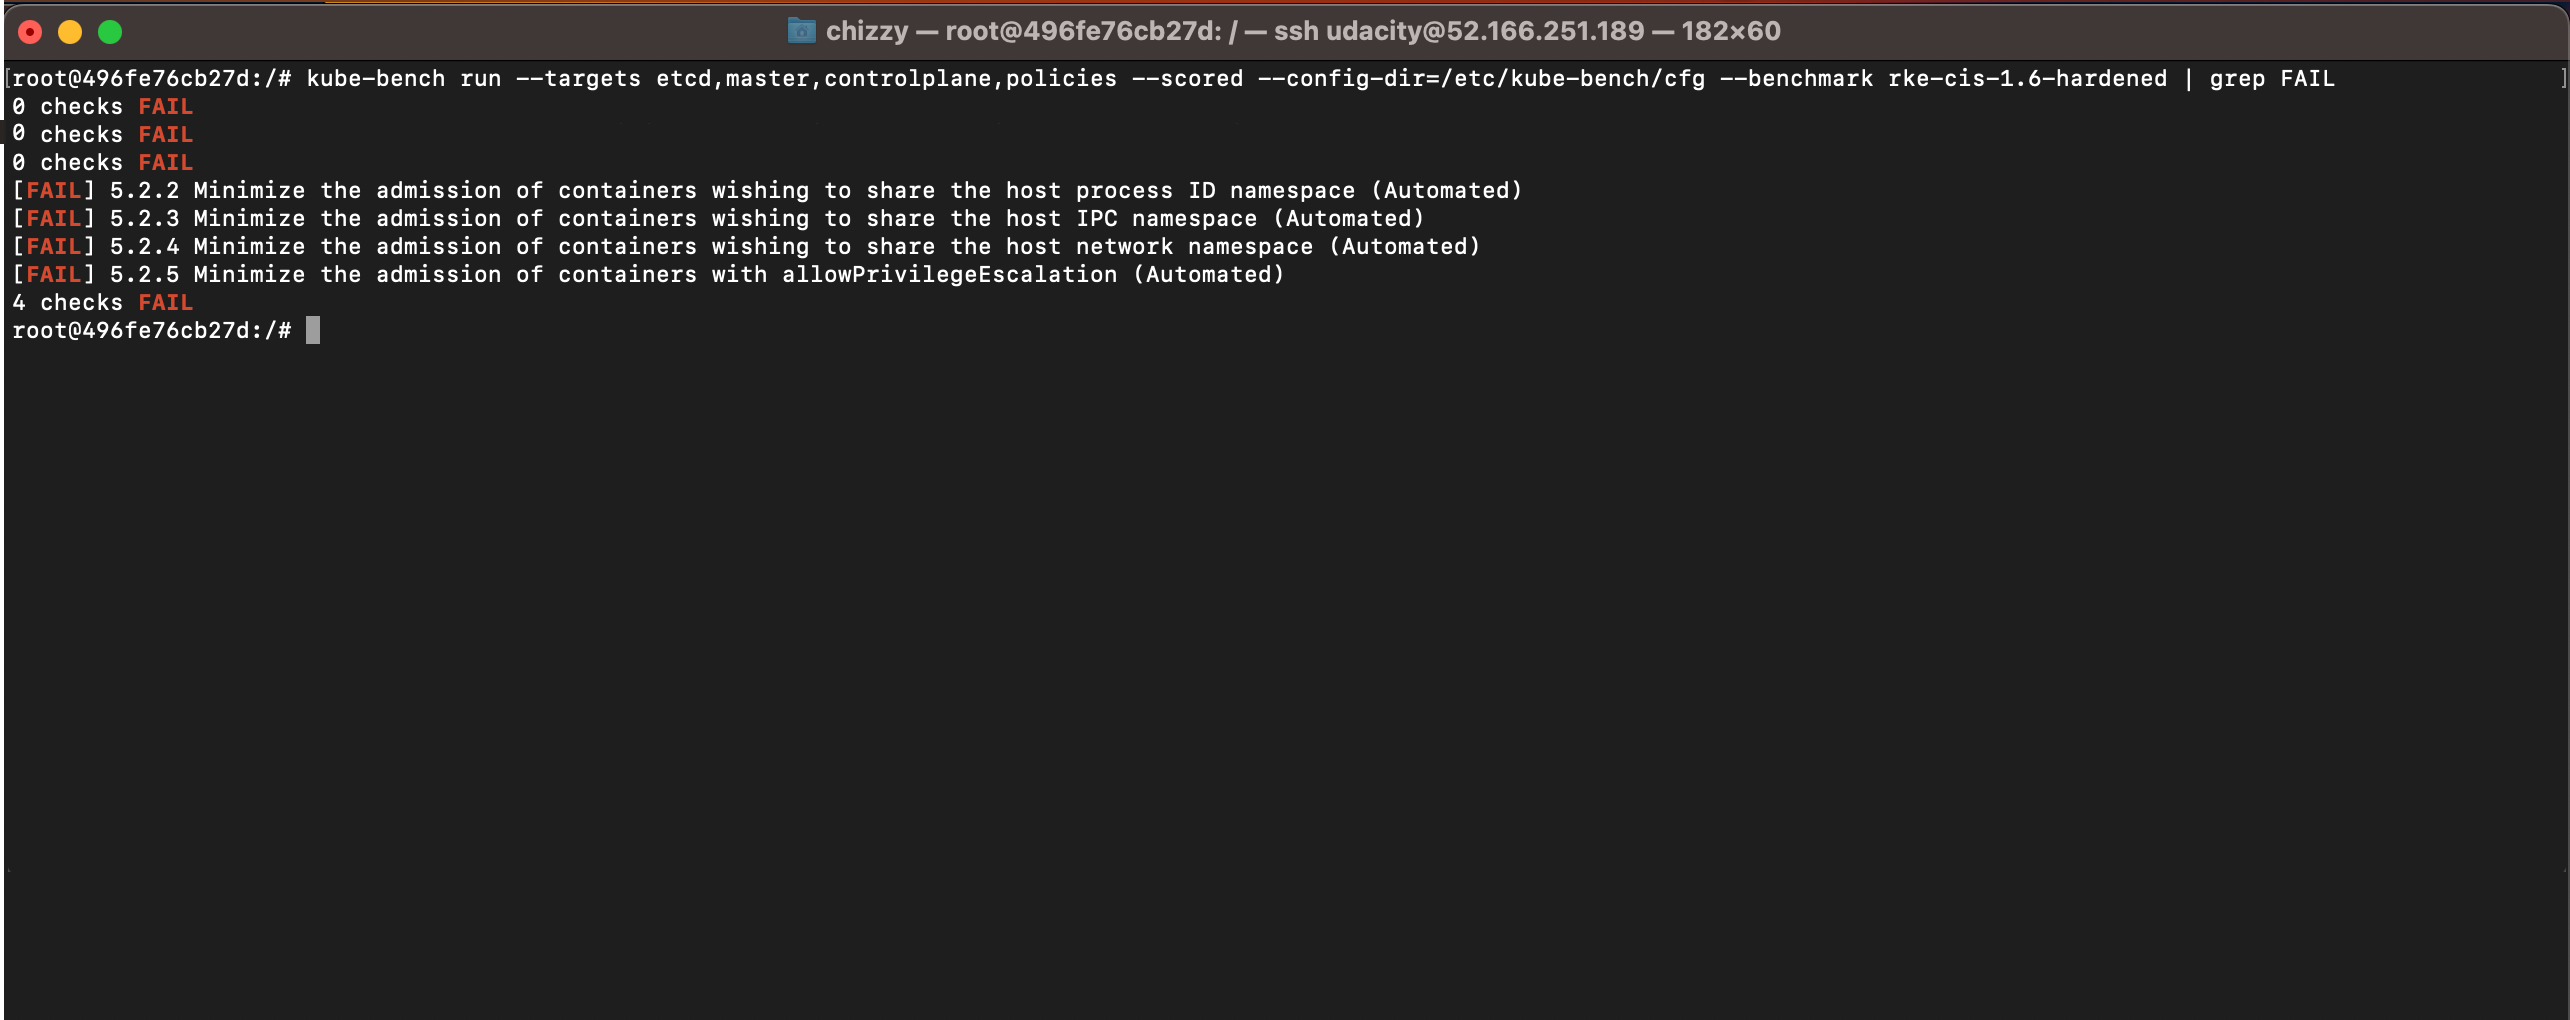 chizzy — root@496fe76cb27d: / — ssh udacity@52.166.251.189 — 182×60
[root@496fe76cb27d:/# kube-bench run --targets etcd,master,controlplane,policies --scored --config-dir=/etc/kube-bench/cfg --benchmark rke-cis-1.6-hardened | grep FAIL ]
0 checks FAIL
0 checks FAIL
0 checks FAIL
[FAIL] 5.2.2 Minimize the admission of containers wishing to share the host process ID namespace (Automated)
[FAIL] 5.2.3 Minimize the admission of containers wishing to share the host IPC namespace (Automated)
[FAIL] 5.2.4 Minimize the admission of containers wishing to share the host network namespace (Automated)
[FAIL] 5.2.5 Minimize the admission of containers with allowPrivilegeEscalation (Automated)
4 checks FAIL
root@496fe76cb27d:/#